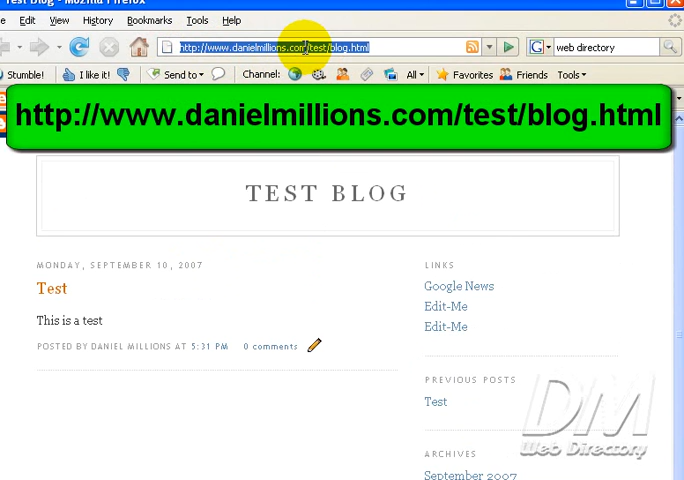 Test Blog - Mozilla Firefox
Edit View History Bookmarks Tools Help
http://www.danielmillions.com/test/blog.html
web directory
Stumble! I like it! Send to Channel: All Favorites Friends Tools
http://www.danielmillions.com/test/blog.html
TEST BLOG
MONDAY, SEPTEMBER 10, 2007
Test
This is a test
POSTED BY DANIEL MILLIONS AT 5:31 PM 0 comments
LINKS
Google News
Edit-Me
Edit-Me
PREVIOUS POSTS
Test
ARCHIVES
September 2007
DM
Web Directory